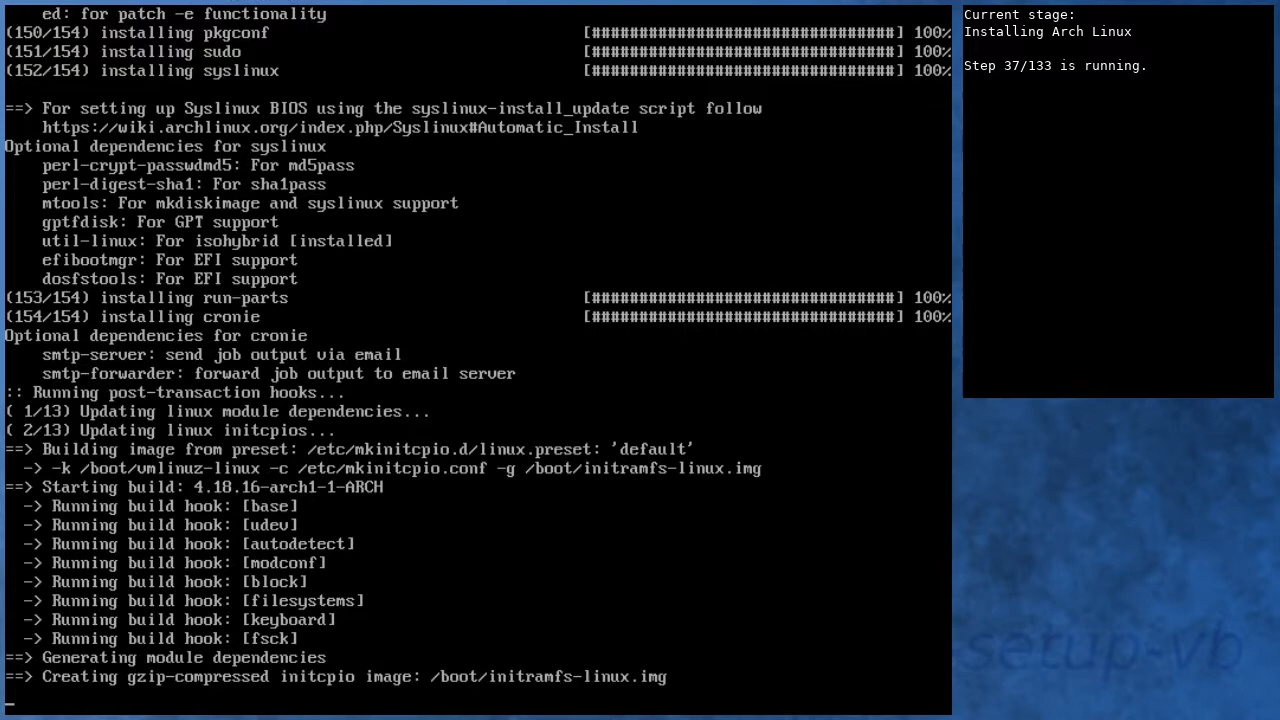 ed: for patch -e functionality
(150/154) installing pkgconf [################################] 100%
(151/154) installing sudo [################################] 100%
(152/154) installing syslinux [################################] 100%
==> For setting up Syslinux BIOS using the syslinux-install_update script follow
    https://wiki.archlinux.org/index.php/Syslinux#Automatic_Install
Optional dependencies for syslinux
    perl-crypt-passwdmd5: For md5pass
    perl-digest-sha1: For sha1pass
    mtools: For mkdiskimage and syslinux support
    gptfdisk: For GPT support
    util-linux: For isohybrid [installed]
    efibootmgr: For EFI support
    dosfstools: For EFI support
(153/154) installing run-parts [################################] 100%
(154/154) installing cronie [################################] 100%
Optional dependencies for cronie
    smtp-server: send job output via email
    smtp-forwarder: forward job output to email server
:: Running post-transaction hooks...
( 1/13) Updating linux module dependencies...
( 2/13) Updating linux initcpios...
==> Building image from preset: /etc/mkinitcpio.d/linux.preset: 'default'
  -> -k /boot/vmlinuz-linux -c /etc/mkinitcpio.conf -g /boot/initramfs-linux.img
==> Starting build: 4.18.16-arch1-1-ARCH
  -> Running build hook: [base]
  -> Running build hook: [udev]
  -> Running build hook: [autodetect]
  -> Running build hook: [modconf]
  -> Running build hook: [block]
  -> Running build hook: [filesystems]
  -> Running build hook: [keyboard]
  -> Running build hook: [fsck]
==> Generating module dependencies
==> Creating gzip-compressed initcpio image: /boot/initramfs-linux.img
_
Current stage:
Installing Arch Linux
Step 37/133 is running.
setup-vb